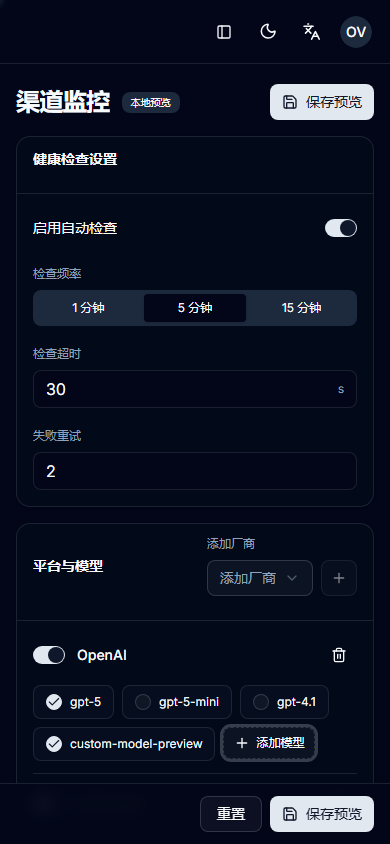 OV
渠道监控
本地预览
保存预览
健康检查设置
启用自动检查
检查频率
1 分钟 5 分钟 15 分钟
检查超时
30 s
失败重试
2
添加厂商
平台与模型
添加厂商
OpenAI
gpt-5 gpt-5-mini gpt-4.1
custom-model-preview 添加模型
重置 保存预览